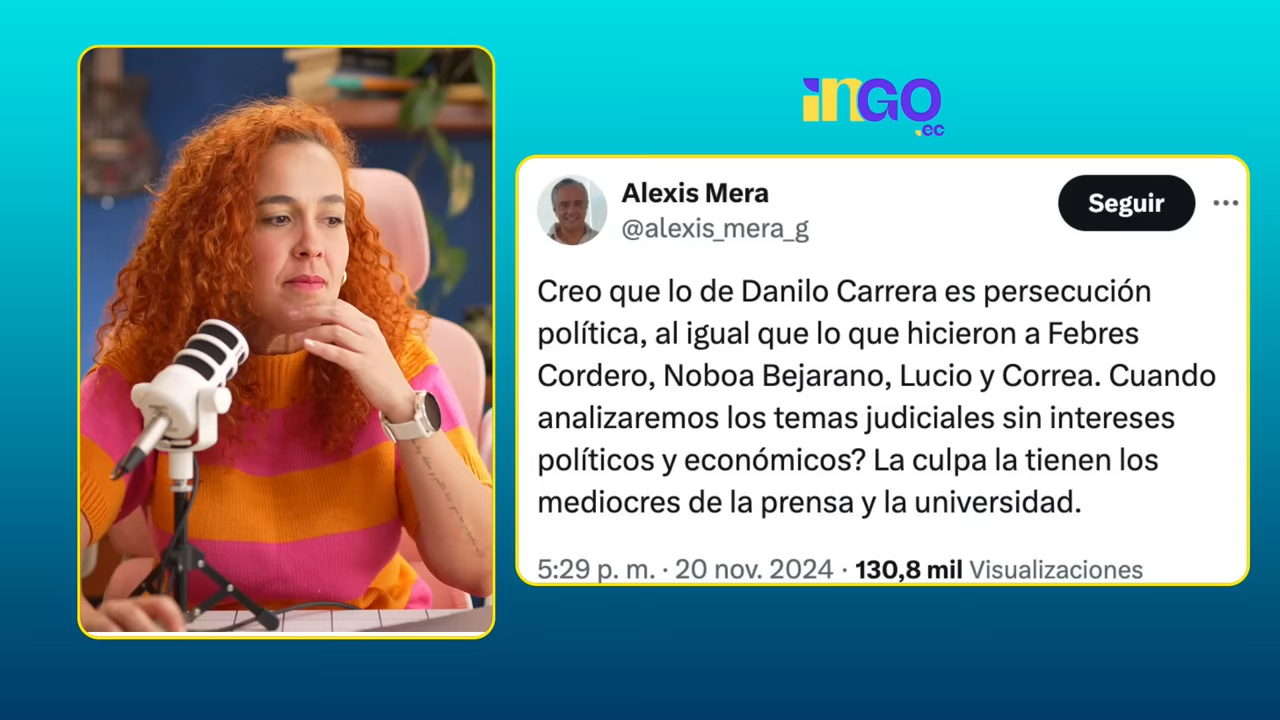 inGO
.ec
Alexis Mera
Seguir
@alexis_mera_g
Creo que lo de Danilo Carrera es persecución
política, al igual que lo que hicieron a Febres
Cordero, Noboa Bejarano, Lucio y Correa. Cuando
analizaremos los temas judiciales sin intereses
políticos y económicos? La culpa la tienen los
mediocres de la prensa y la universidad.
5:29 p. m. · 20 nov. 2024 · 130,8 mil Visualizaciones